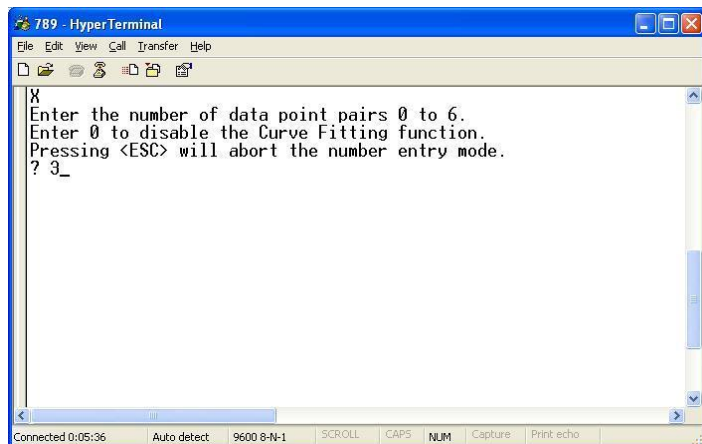 789 - HyperTerminal
File Edit View Call Transfer Help
X
Enter the number of data point pairs 0 to 6.
Enter 0 to disable the Curve Fitting function.
Pressing <ESC> will abort the number entry mode.
? 3_
Connected 0:05:36 Auto detect 9600 8-N-1 SCROLL CAPS NUM Capture Print echo